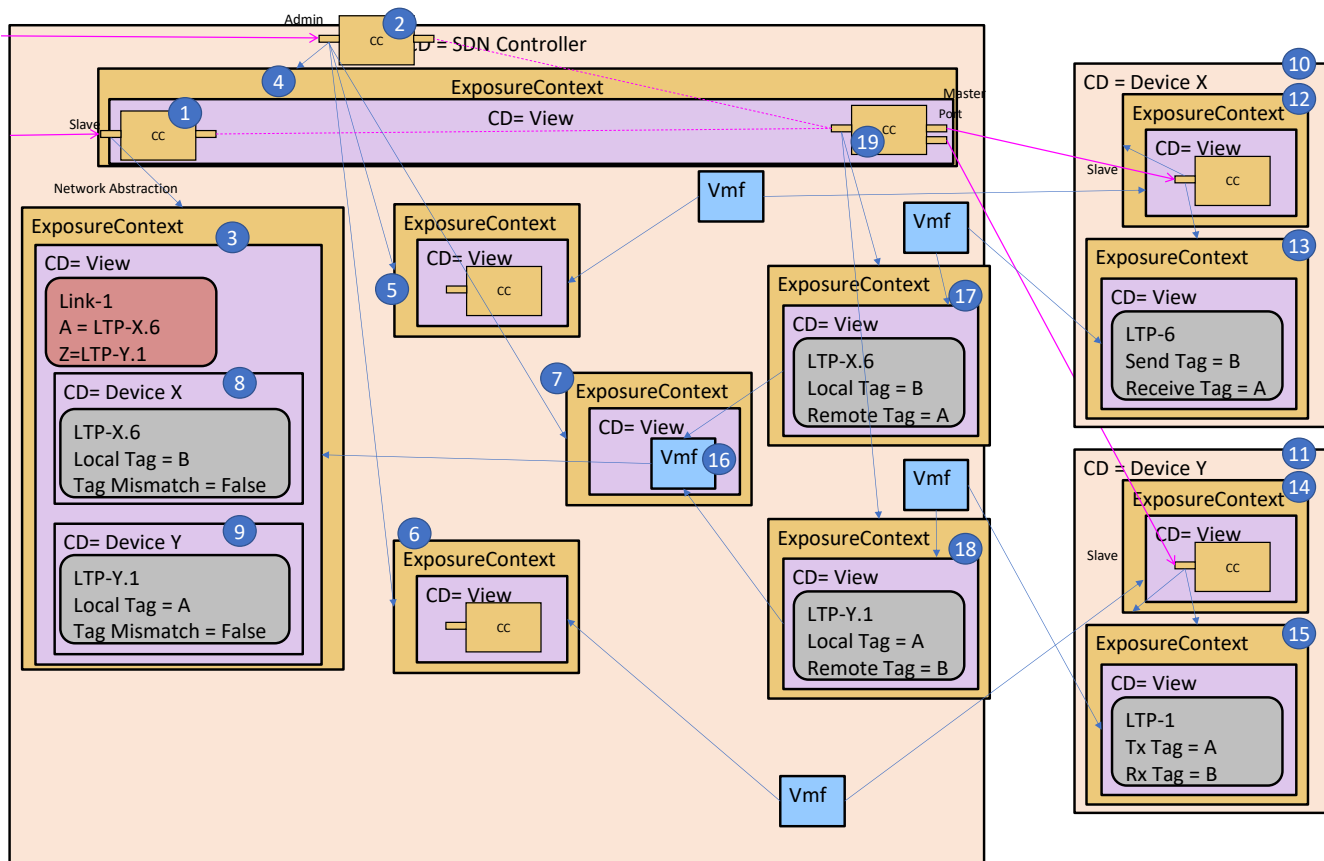 Admin
2
CC
CD = SDN Controller
4
ExposureContext
1
Slave
CC
CD= View
Master
Port
CC
19
Network Abstraction
ExposureContext
3
CD= View
Link-1
A = LTP-X.6
Z=LTP-Y.1
8
CD= Device X
LTP-X.6
Local Tag = B
Tag Mismatch = False
9
CD= Device Y
LTP-Y.1
Local Tag = A
Tag Mismatch = False
ExposureContext
CD= View
5
CC
Vmf
Vmf
7
ExposureContext
CD= View
Vmf
16
6
ExposureContext
CD= View
CC
ExposureContext
17
CD= View
LTP-X.6
Local Tag = B
Remote Tag = A
Vmf
ExposureContext
18
CD= View
LTP-Y.1
Local Tag = A
Remote Tag = B
Vmf
10
CD = Device X
12
ExposureContext
CD= View
Slave
CC
13
ExposureContext
CD= View
LTP-6
Send Tag = B
Receive Tag = A
11
CD = Device Y
14
ExposureContext
CD= View
Slave
CC
15
ExposureContext
CD= View
LTP-1
Tx Tag = A
Rx Tag = B